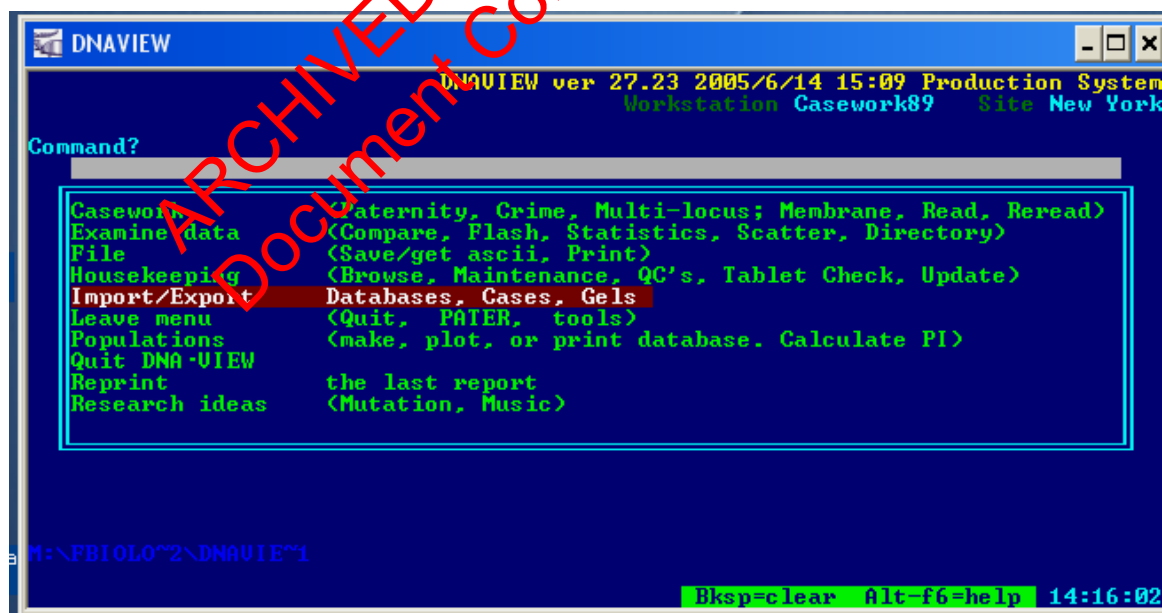 DNAVIEW
DNAVIEW ver 27.23 2005/6/14 15:09 Production System
Workstation Casework89 Site New York
Command?
Casework (Paternity, Crime, Multi-locus; Membrane, Read, Reread)
Examine data (Compare, Flash, Statistics, Scatter, Directory)
File (Save/get ascii, Print)
Housekeeping (Browse, Maintenance, QC's, Tablet Check, Update)
Import/Export Databases, Cases, Gels
Leave menu (Quit, PATER, tools)
Populations (make, plot, or print database. Calculate PI)
Quit DNA·VIEW
Reprint the last report
Research ideas (Mutation, Music)
M:\FBIOLO~2\DNAVIE~1
Bksp=clear Alt-f6=help 14:16:02
ARCHIVED
Document